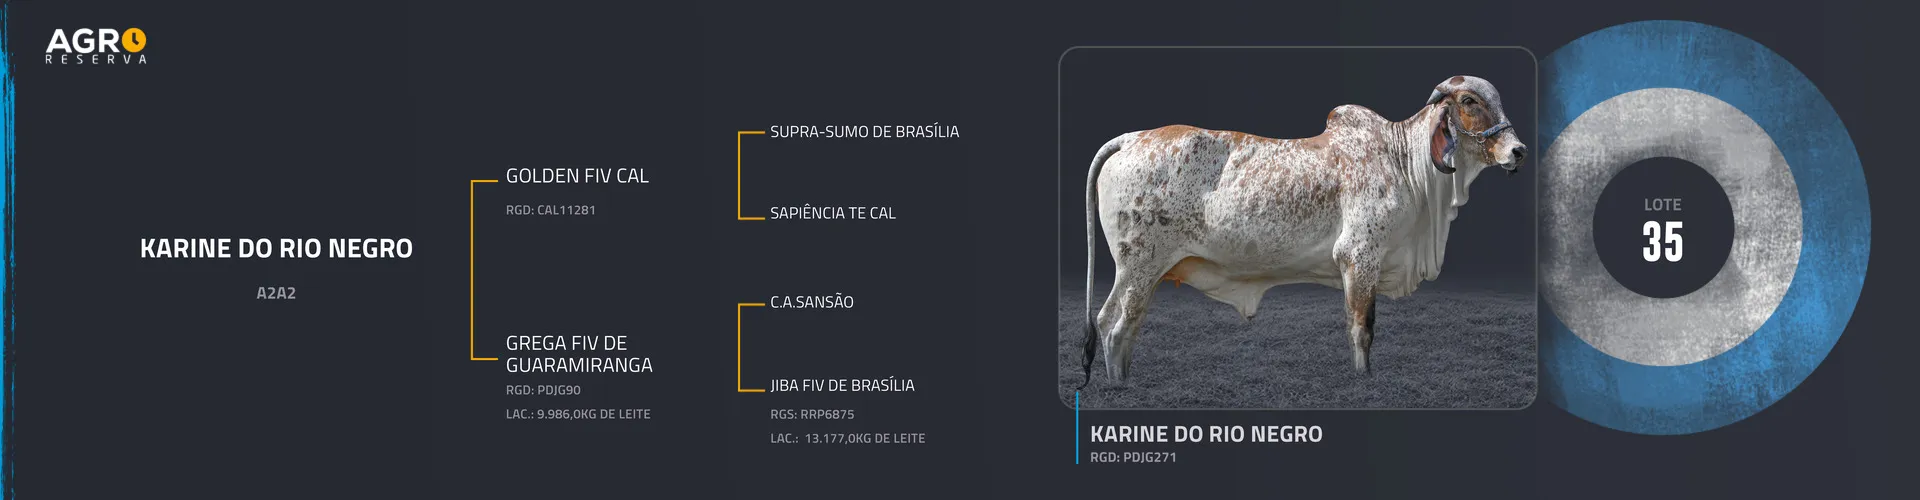 AGRO
RESERVA
KARINE DO RIO NEGRO
A2A2
GOLDEN FIV CAL
RGD: CAL11281
GREGA FIV DE
GUARAMIRANGA
RGD: PDJG90
LAC.: 9.986,0KG DE LEITE
SUPRA-SUMO DE BRASÍLIA
SAPIÊNCIA TE CAL
C.A.SANSÃO
JIBA FIV DE BRASÍLIA
RGS: RRP6875
LAC.: 13.177,0KG DE LEITE
PDJG
KARINE DO RIO NEGRO
RGD: PDJG271
LOTE
35